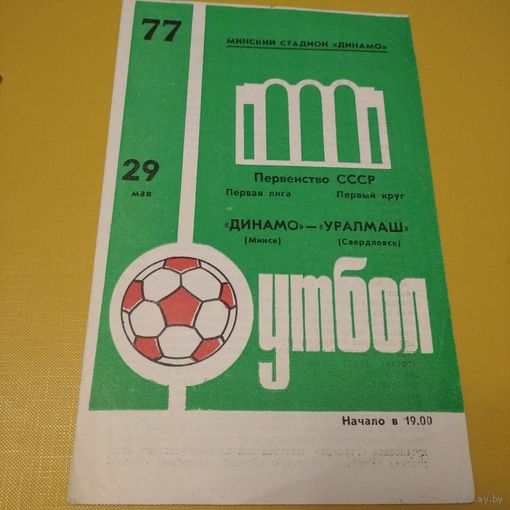 77
МИНСКИЙ СТАДИОН «ДИНАМО»
29
мая
Первенство СССР
Первая лига Первый круг
«ДИНАМО»—«УРАЛМАШ»
(Минск) (Свердловск)
футбол
Начало в 19.00